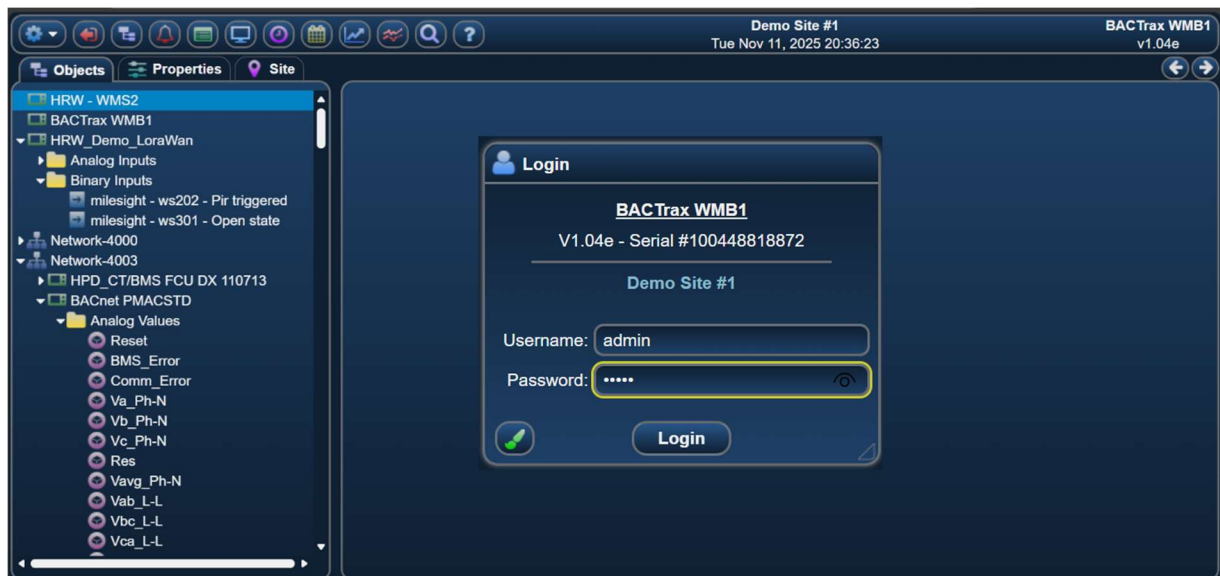 Demo Site #1
Tue Nov 11, 2025 20:36:23
BACTrax WMB1
v1.04e
Objects
Properties
Site
HRW - WMS2
BACTrax WMB1
HRW_Demo_LoraWan
Analog Inputs
Binary Inputs
milesight - ws202 - Pir triggered
milesight - ws301 - Open state
Network-4000
Network-4003
HPD_CT/BMS FCU DX 110713
BACnet PMACSTD
Analog Values
Reset
BMS_Error
Comm_Error
Va_Ph-N
Vb_Ph-N
Vc_Ph-N
Res
Vavg_Ph-N
Vab_L-L
Vbc_L-L
Vca_L-L
Login
BACTrax WMB1
V1.04e - Serial #100448818872
Demo Site #1
Username: admin
Password: •••••
Login